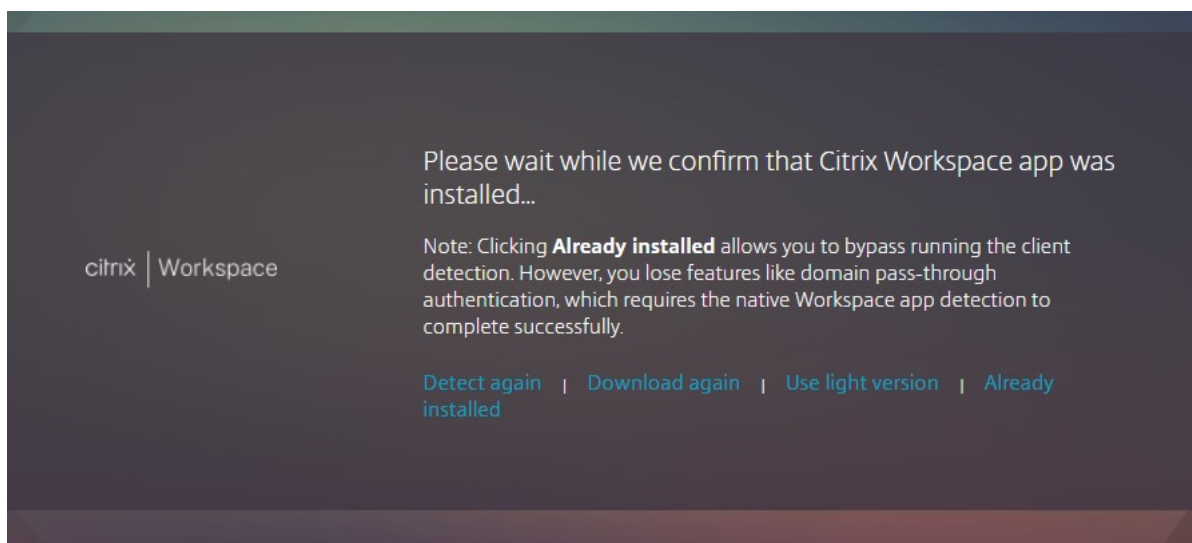 Please wait while we confirm that Citrix Workspace app was
installed...
Note: Clicking Already installed allows you to bypass running the client
detection. However, you lose features like domain pass-through
authentication, which requires the native Workspace app detection to
complete successfully.
citrix | Workspace
Detect again | Download again | Use light version | Already
installed